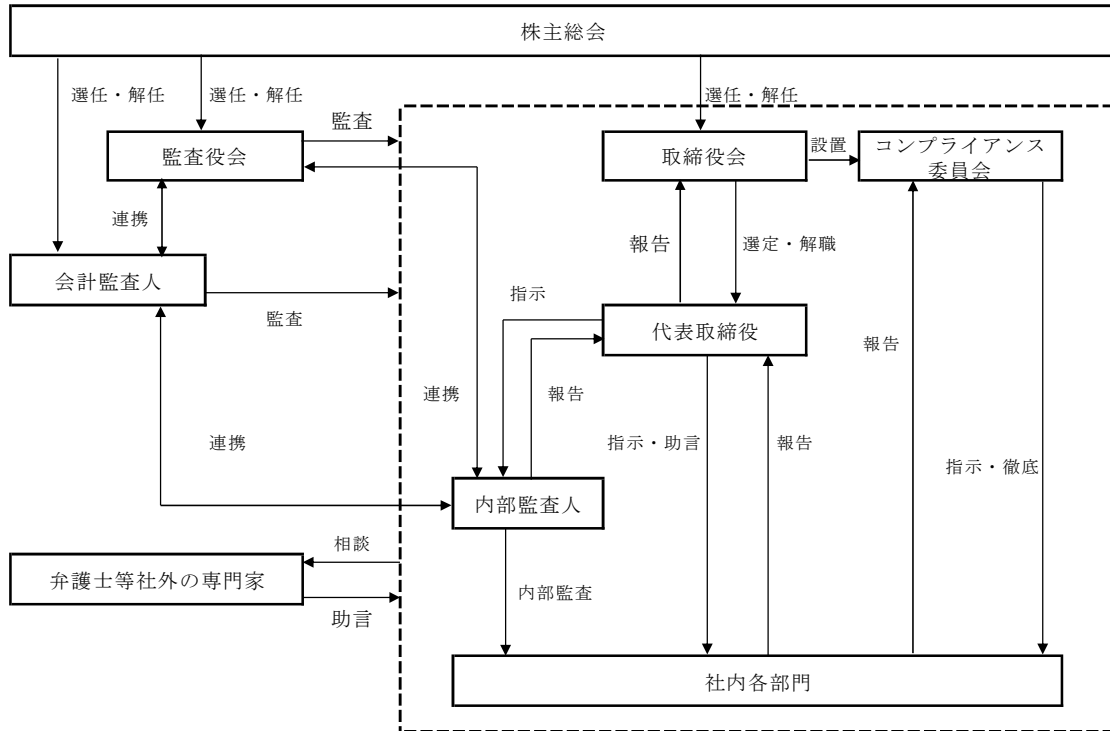 株主総会
選任・解任
選任・解任
選任・解任
監査
監査役会
取締役会
設置
コンプライアンス
委員会
連携
報告
選定・解職
会計監査人
監査
指示
代表取締役
報告
連携
報告
連携
指示・助言
報告
指示・徹底
内部監査人
相談
弁護士等社外の専門家
助言
内部監査
社内各部門